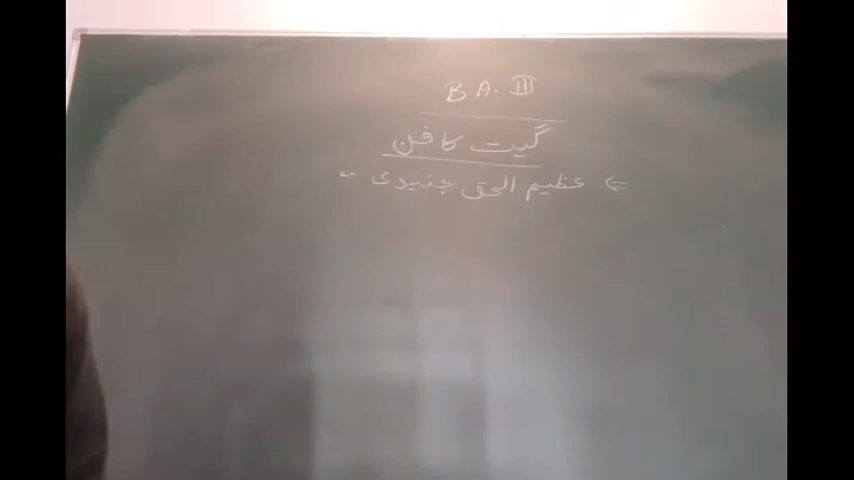 B.A. III
گیت کا فن
← عظیم الحق جنیدی -